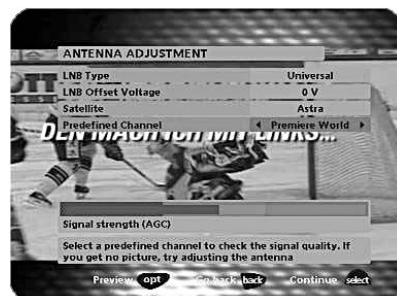 ANTENNA ADJUSTMENT
LNB Type Universal
LNB Offset Voltage 0 V
Satellite Astra
Predefined Channel Premiere World
DEN MACH' ICH MIT LINKS...
Signal strength (AGC)
Select a predefined channel to check the signal quality. If
you get no picture, try adjusting the antenna
Preview opt Go back back Continue select